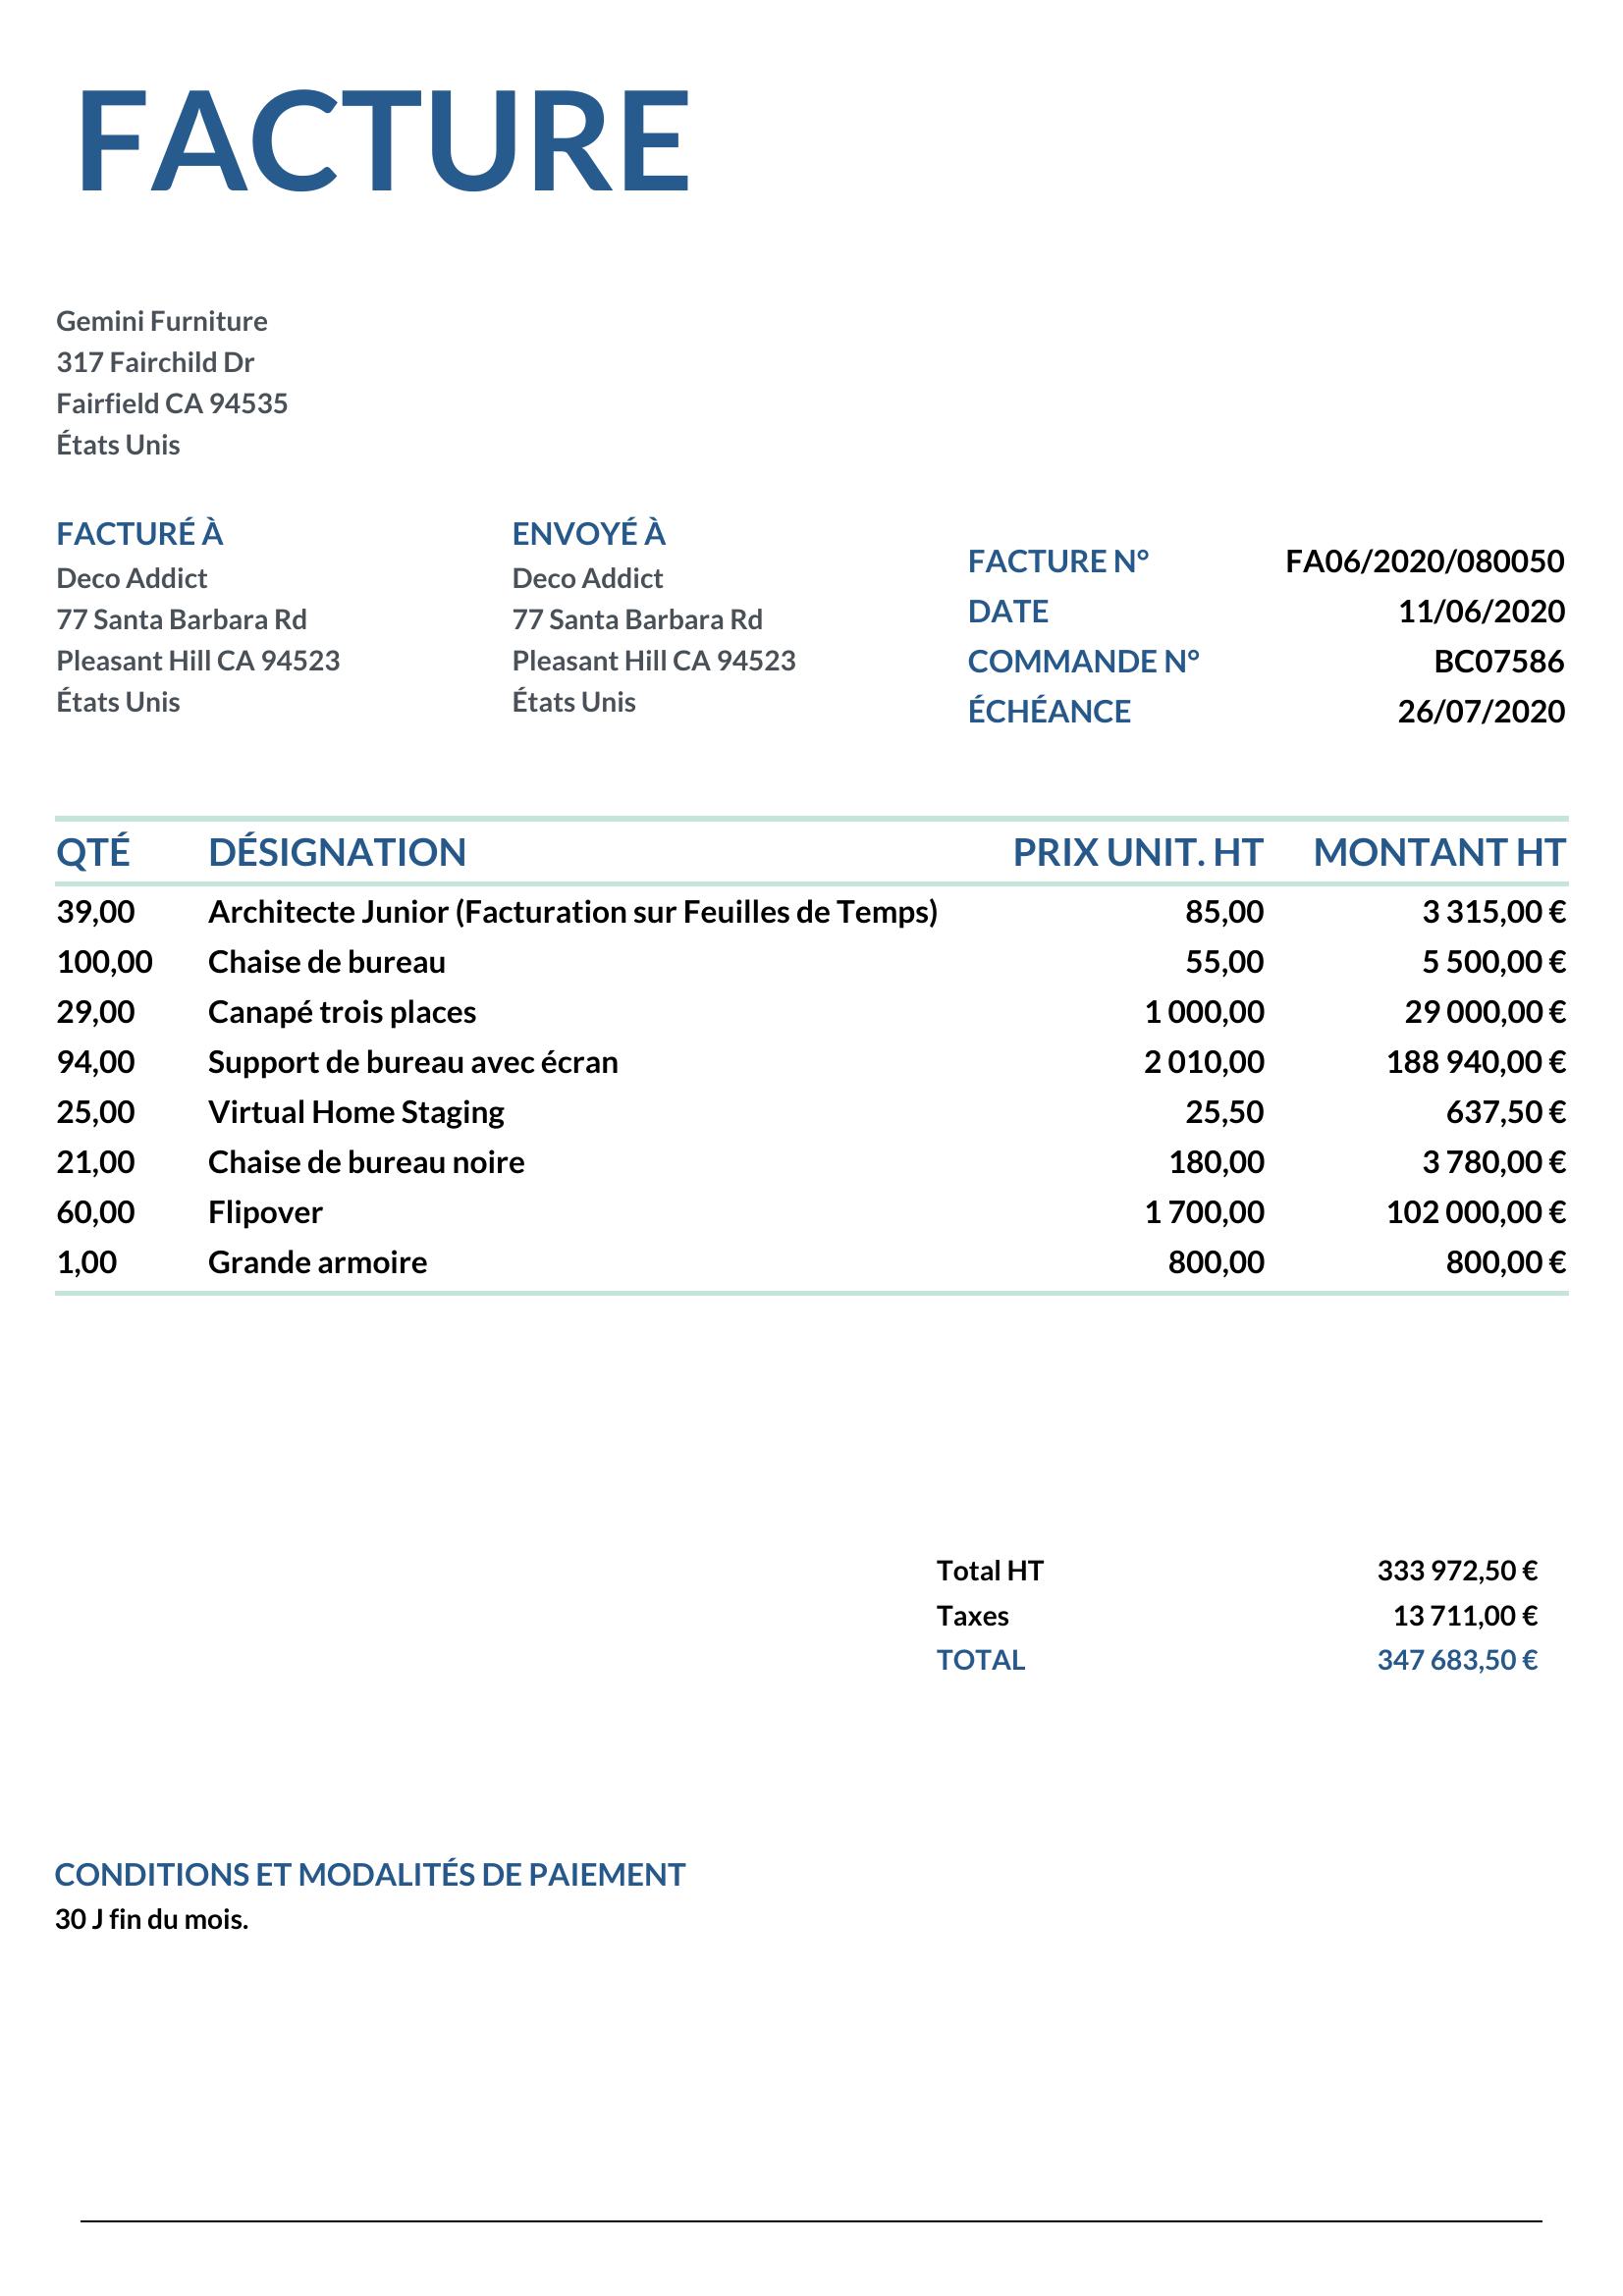 FACTURE
Gemini Furniture
317 Fairchild Dr
Fairfield CA 94535
États Unis
FACTURÉ À
Deco Addict
77 Santa Barbara Rd
Pleasant Hill CA 94523
États Unis
ENVOYÉ À
Deco Addict
77 Santa Barbara Rd
Pleasant Hill CA 94523
États Unis
FACTURE N° FA06/2020/080050
DATE 11/06/2020
COMMANDE N° BC07586
ÉCHÉANCE 26/07/2020
QTÉ DÉSIGNATION PRIX UNIT. HT MONTANT HT
39,00 Architecte Junior (Facturation sur Feuilles de Temps) 85,00 3 315,00 €
100,00 Chaise de bureau 55,00 5 500,00 €
29,00 Canapé trois places 1 000,00 29 000,00 €
94,00 Support de bureau avec écran 2 010,00 188 940,00 €
25,00 Virtual Home Staging 25,50 637,50 €
21,00 Chaise de bureau noire 180,00 3 780,00 €
60,00 Flipover 1 700,00 102 000,00 €
1,00 Grande armoire 800,00 800,00 €
Total HT 333 972,50 €
Taxes 13 711,00 €
TOTAL 347 683,50 €
CONDITIONS ET MODALITÉS DE PAIEMENT
30 J fin du mois.